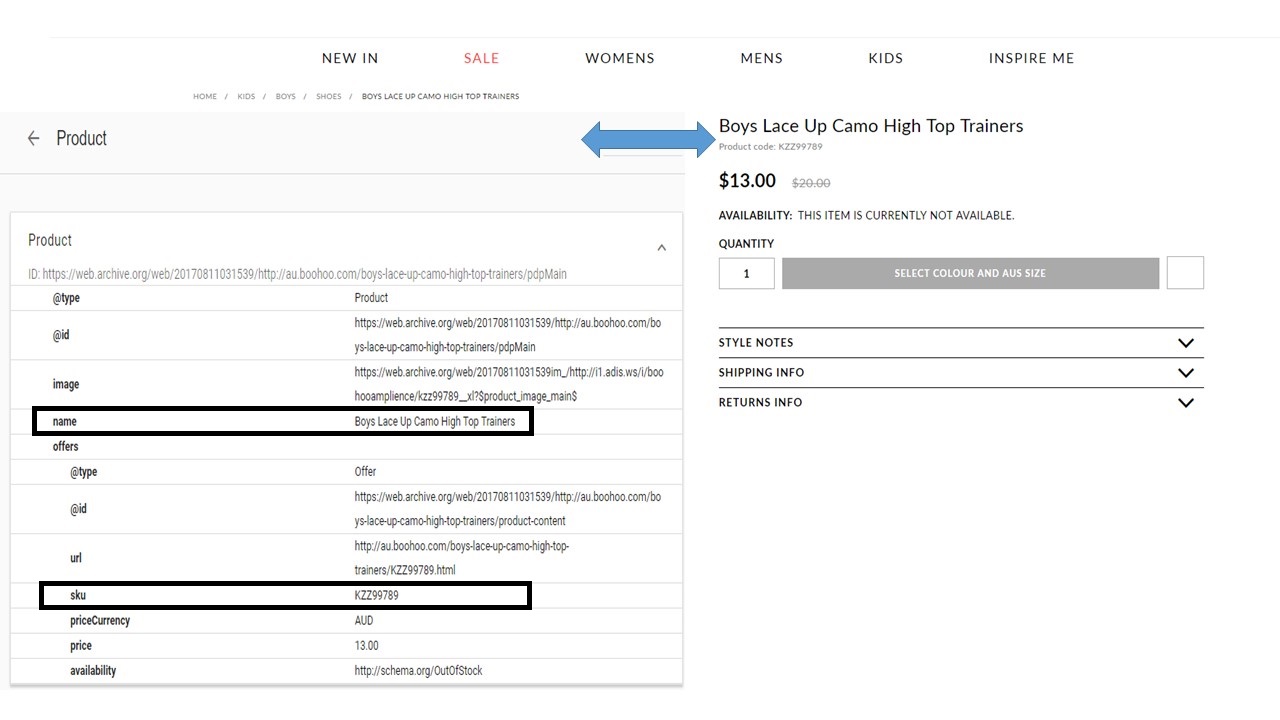 NEW IN SALE WOMENS MENS KIDS INSPIRE ME
HOME / KIDS / BOYS / SHOES / BOYS LACE UP CAMO HIGH TOP TRAINERS
Product
Product
ID: https://web.archive.org/web/20170811031539/http://au.boohoo.com/boys-lace-up-camo-high-top-trainers/pdpMain
@type Product
@id https://web.archive.org/web/20170811031539/http://au.boohoo.com/bo
ys-lace-up-camo-high-top-trainers/pdpMain
image https://web.archive.org/web/20170811031539im_/http://i1.adis.ws/i/boo
hooamplience/kzz99789__xl?$product_image_main$
name Boys Lace Up Camo High Top Trainers
offers
@type Offer
@id https://web.archive.org/web/20170811031539/http://au.boohoo.com/bo
ys-lace-up-camo-high-top-trainers/product-content
url http://au.boohoo.com/boys-lace-up-camo-high-top-
trainers/KZZ99789.html
sku KZZ99789
priceCurrency AUD
price 13.00
availability http://schema.org/OutOfStock
Boys Lace Up Camo High Top Trainers
Product code: KZZ99789
$13.00 $20.00
AVAILABILITY: THIS ITEM IS CURRENTLY NOT AVAILABLE.
QUANTITY
1 SELECT COLOUR AND AUS SIZE
STYLE NOTES
SHIPPING INFO
RETURNS INFO